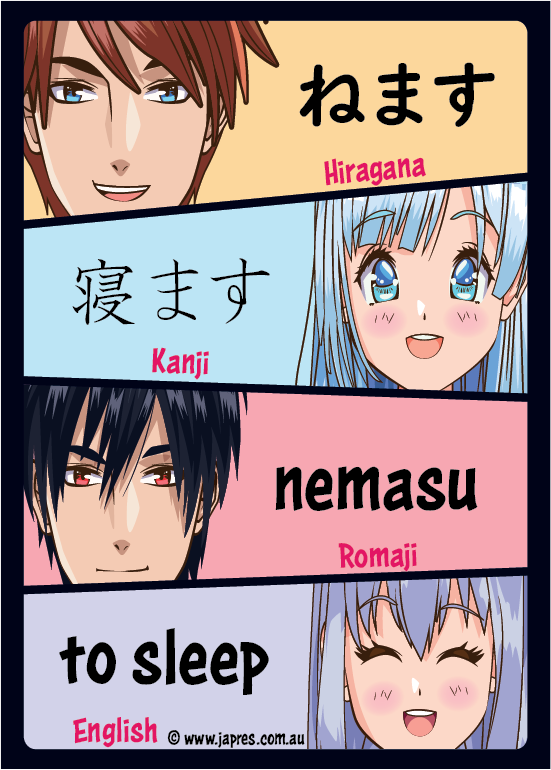 ねます
Hiragana
寝ます
Kanji
nemasu
Romaji
to sleep
English © www.japres.com.au